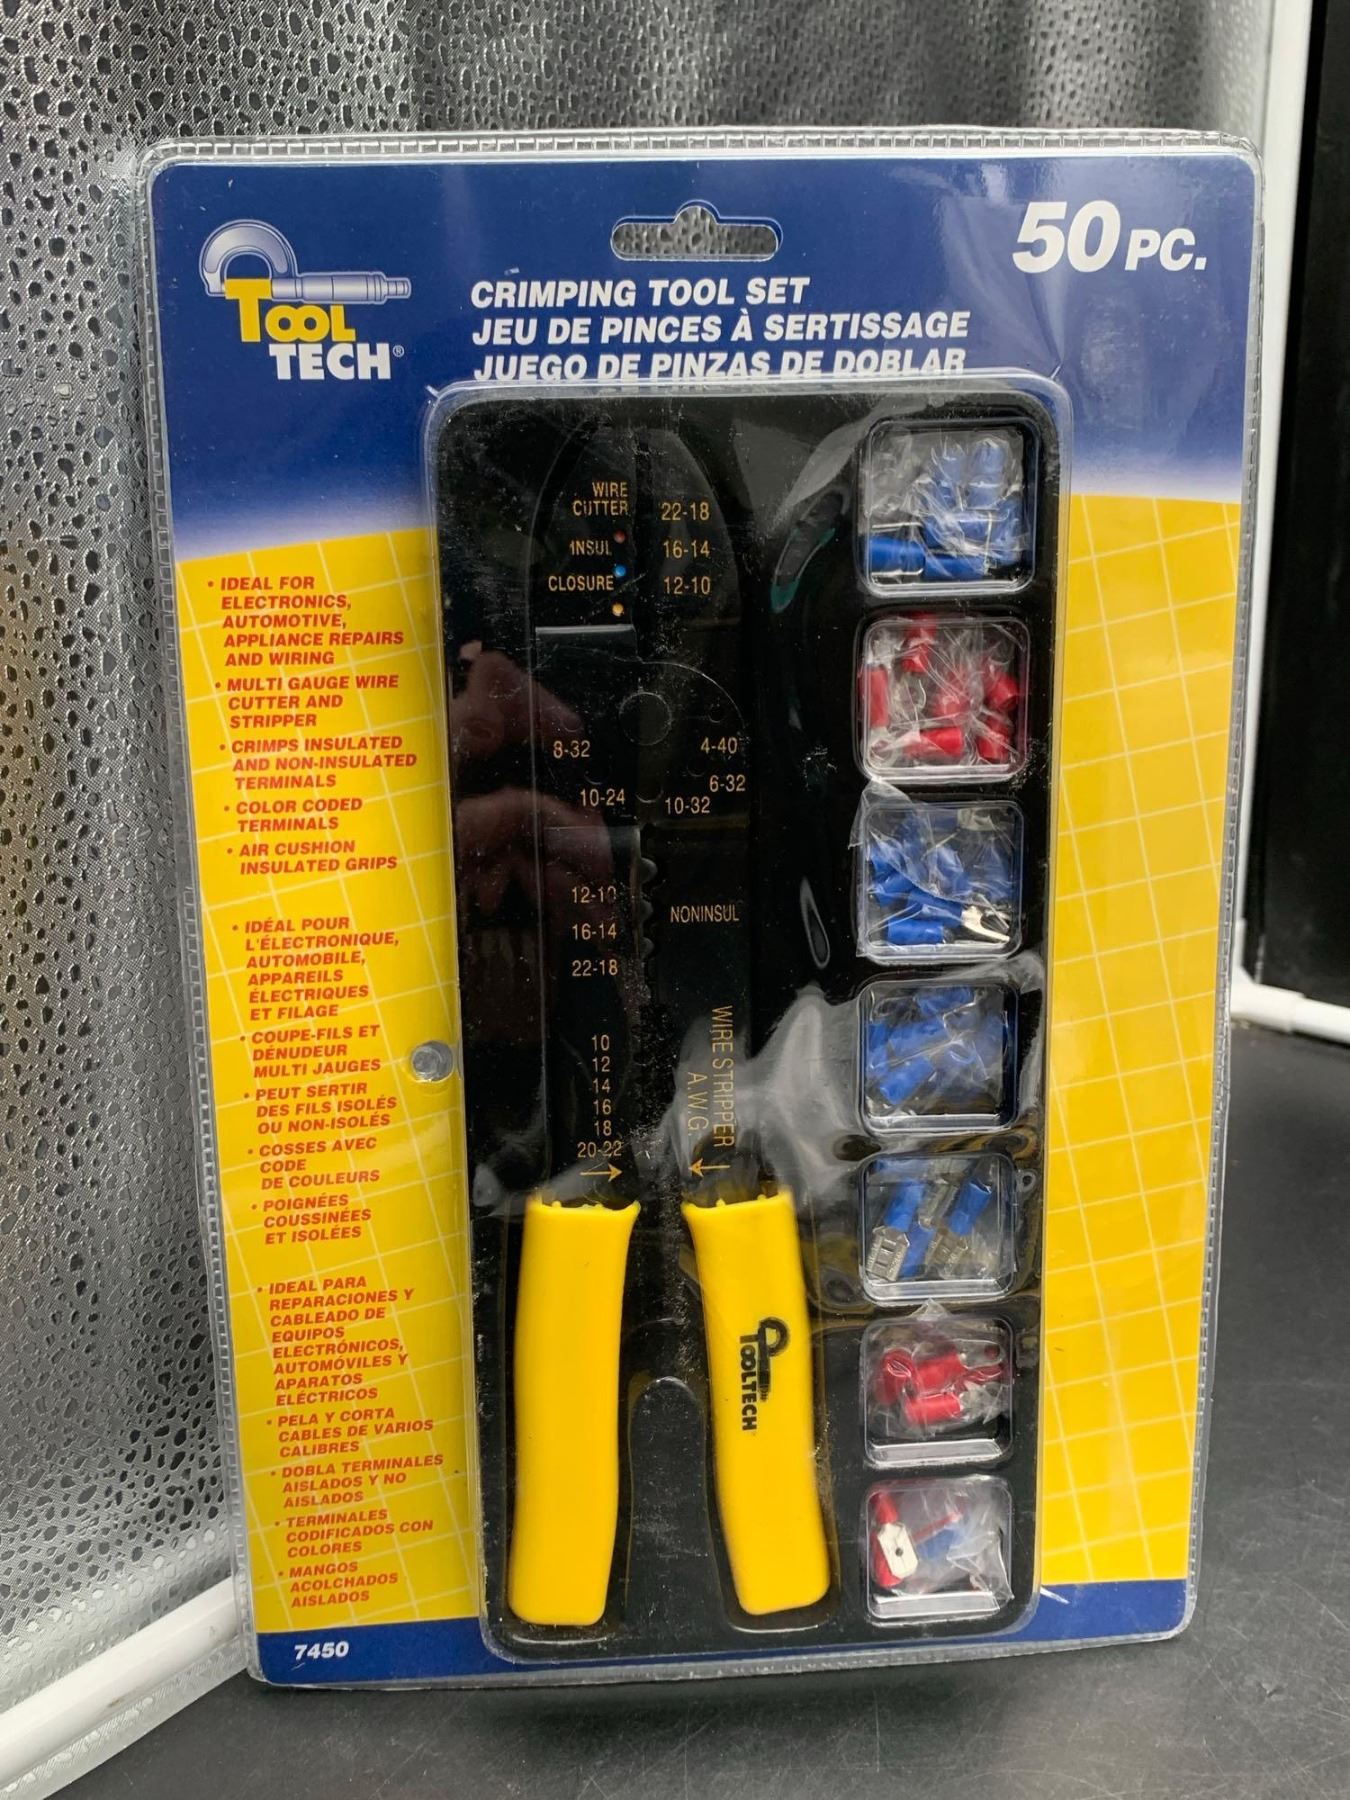 50 PC.
TOOL
TECH®
CRIMPING TOOL SET
JEU DE PINCES À SERTISSAGE
JUEGO DE PINZAS DE DOBLAR
• IDEAL FOR
ELECTRONICS,
AUTOMOTIVE,
APPLIANCE REPAIRS
AND WIRING
• MULTI GAUGE WIRE
CUTTER AND
STRIPPER
• CRIMPS INSULATED
AND NON-INSULATED
TERMINALS
• COLOR CODED
TERMINALS
• AIR CUSHION
INSULATED GRIPS
• IDÉAL POUR
L'ÉLECTRONIQUE,
AUTOMOBILE,
APPAREILS
ÉLECTRIQUES
ET FILAGE
• COUPE-FILS ET
DÉNUDEUR
MULTI JAUGES
• PEUT SERTIR
DES FILS ISOLÉS
OU NON-ISOLÉS
• COSSES AVEC
CODE
DE COULEURS
• POIGNÉES
COUSSINÉES
ET ISOLÉES
• IDEAL PARA
REPARACIONES Y
CABLEADO DE
EQUIPOS
ELECTRÓNICOS,
AUTOMÓVILES Y
APARATOS
ELÉCTRICOS
• PELA Y CORTA
CABLES DE VARIOS
CALIBRES
• DOBLA TERMINALES
AISLADOS Y NO
AISLADOS
• TERMINALES
CODIFICADOS CON
COLORES
• MANGOS
ACOLCHADOS
AISLADOS
7450
WIRE
CUTTER
INSUL
CLOSURE
22-18
16-14
12-10
8-32
10-24
4-40
6-32
10-32
12-10
16-14
22-18
NONINSUL
10
12
14
16
18
20-22
WIRE STRIPPER
A.W.G.
TOOLTECH